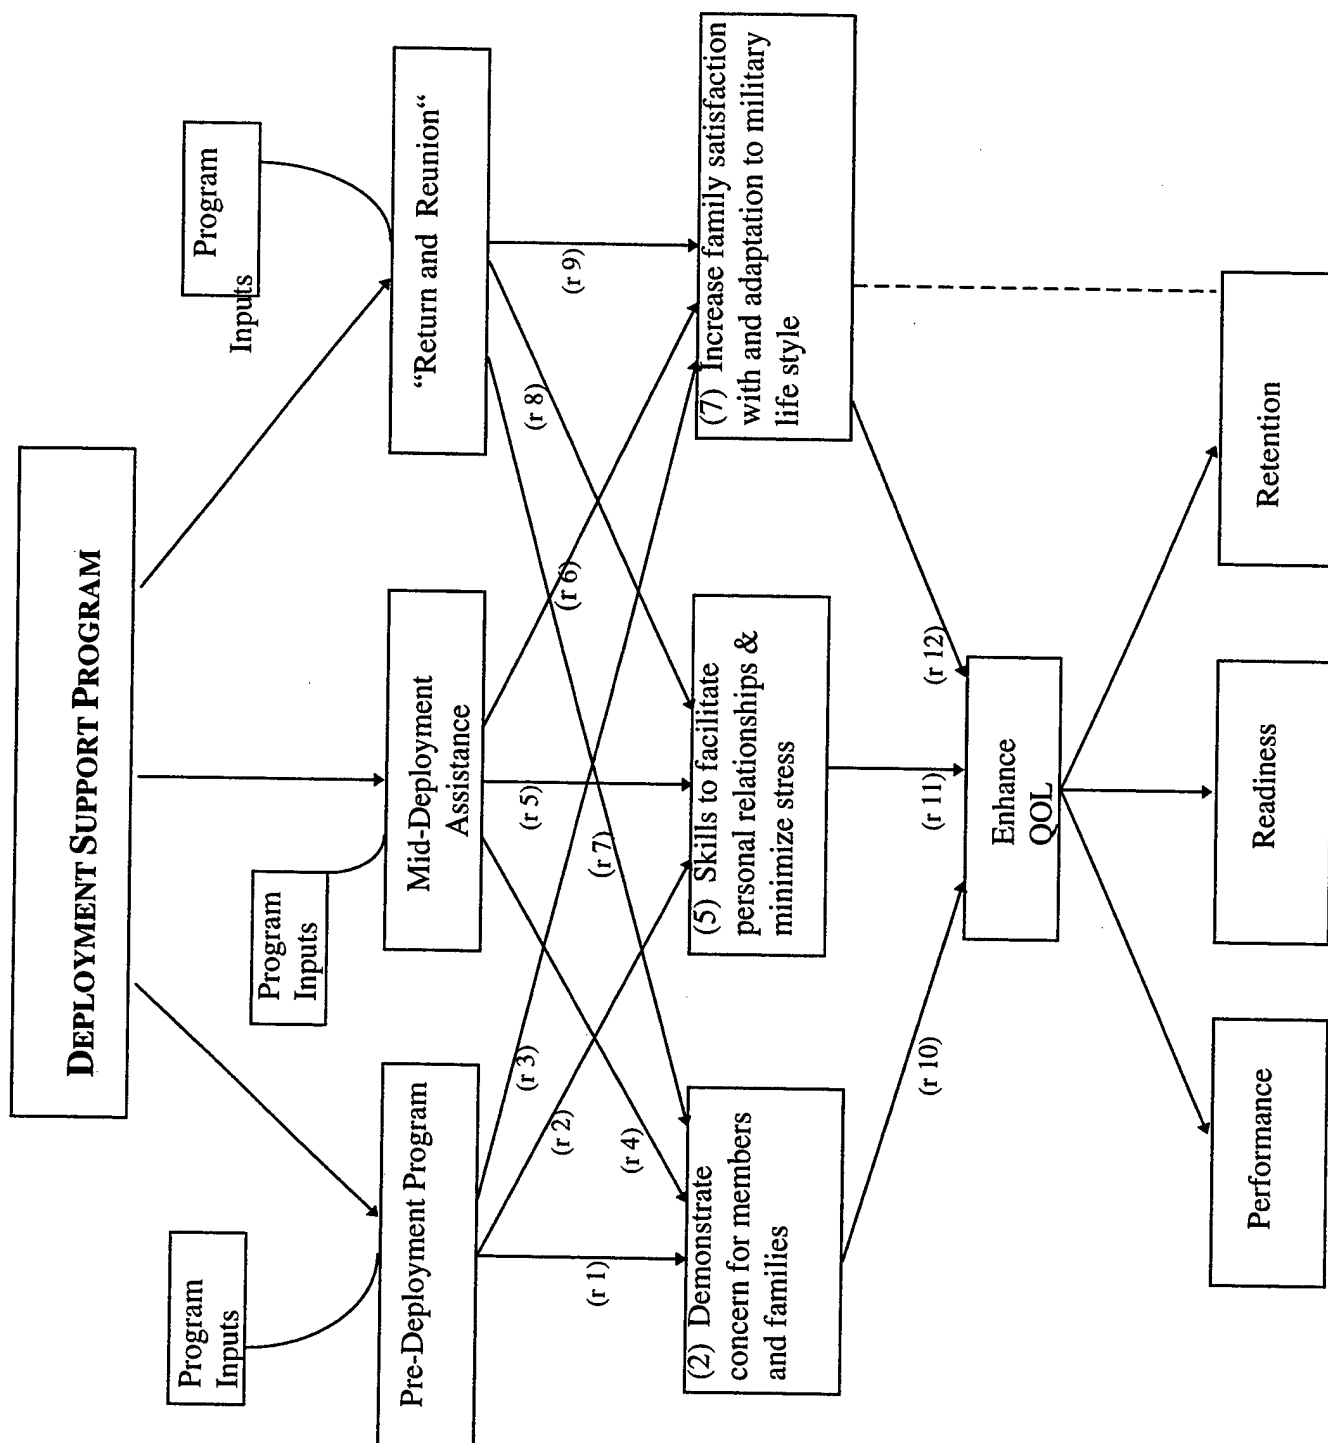 DEPLOYMENT SUPPORT PROGRAM
Program
Inputs
Program
Inputs
Program
Inputs
Pre-Deployment Program
Mid-Deployment
Assistance
“Return and Reunion“
(r 1)
(r 2)
(r 3)
(r 4)
(r 5)
(r 6)
(r 7)
(r 8)
(r 9)
(2) Demonstrate
concern for members
and families
(5) Skills to facilitate
personal relationships &
minimize stress
(7) Increase family satisfaction
with and adaptation to military
life style
(r 10)
(r 11)
(r 12)
Enhance
QOL
Performance
Readiness
Retention